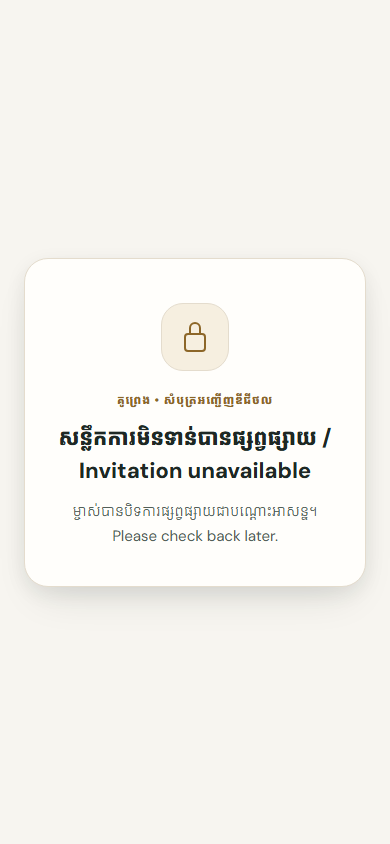 គូព្រេង • សំបុត្រអញ្ជើញឌីជីថល
សន្លឹកការមិនទាន់បានផ្សព្វផ្សាយ /
Invitation unavailable
ម្ចាស់បានបិទការផ្សព្វផ្សាយជាបណ្តោះអាសន្ន។
Please check back later.